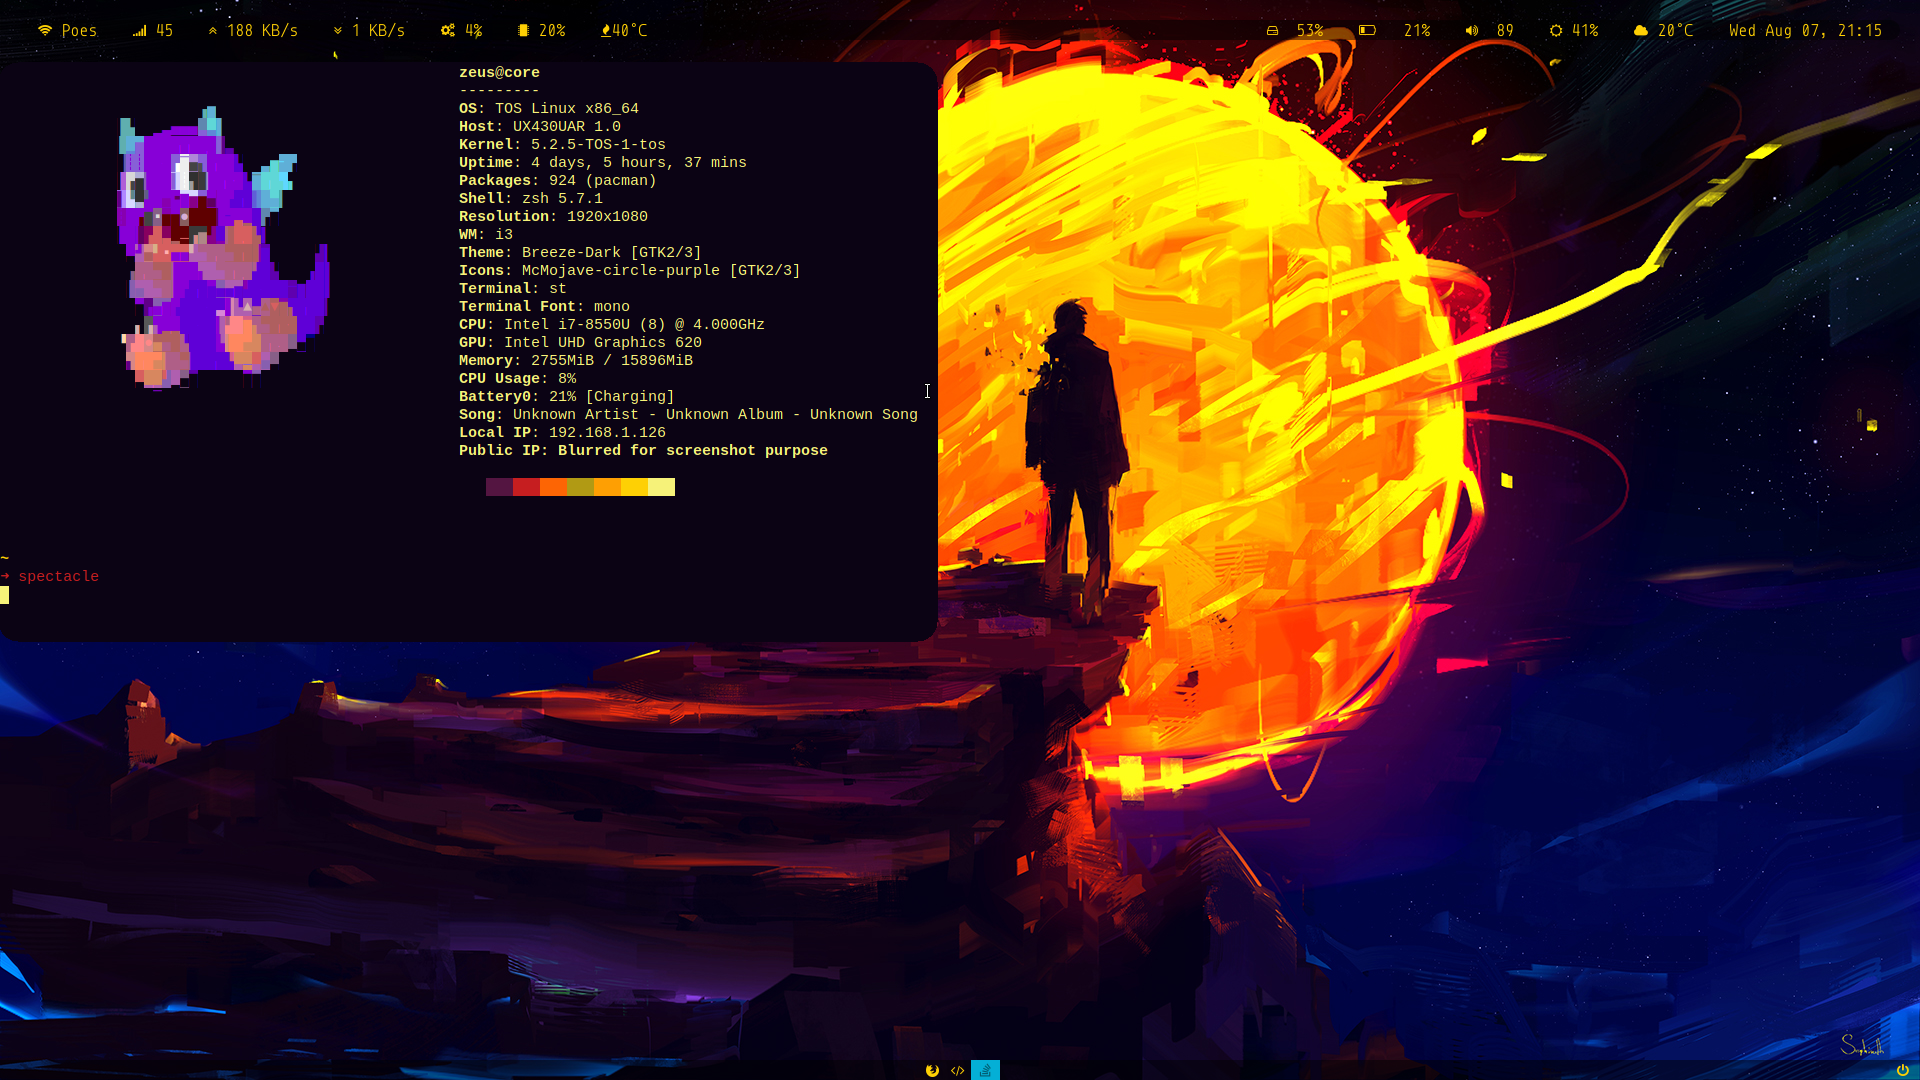 Poes 45 188 KB/s 1 KB/s 4% 20% 40°C 53% 21% 89 41% 20°C Wed Aug 07, 21:15
zeus@core
---------
OS: TOS Linux x86_64
Host: UX430UAR 1.0
Kernel: 5.2.5-TOS-1-tos
Uptime: 4 days, 5 hours, 37 mins
Packages: 924 (pacman)
Shell: zsh 5.7.1
Resolution: 1920x1080
WM: i3
Theme: Breeze-Dark [GTK2/3]
Icons: McMojave-circle-purple [GTK2/3]
Terminal: st
Terminal Font: mono
CPU: Intel i7-8550U (8) @ 4.000GHz
GPU: Intel UHD Graphics 620
Memory: 2755MiB / 15896MiB
CPU Usage: 8%
Battery0: 21% [Charging]
Song: Unknown Artist - Unknown Album - Unknown Song
Local IP: 192.168.1.126
Public IP: Blurred for screenshot purpose
~
→ spectacle